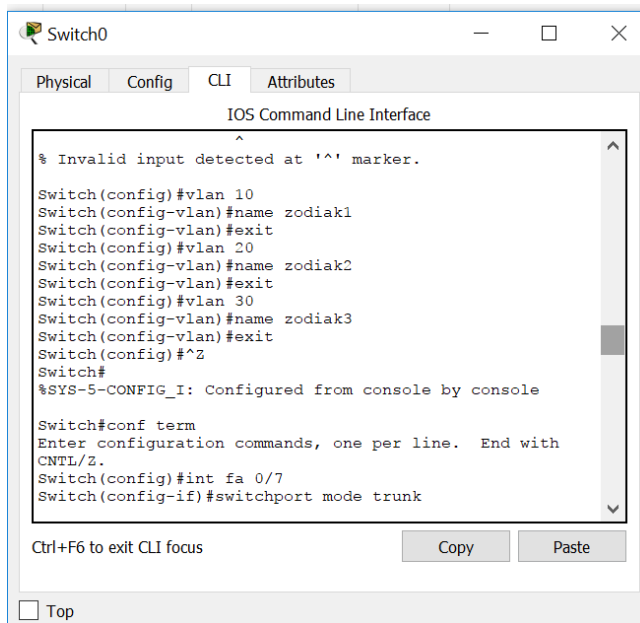 Switch0
Physical Config CLI Attributes
IOS Command Line Interface
^
% Invalid input detected at '^' marker.
Switch(config)#vlan 10
Switch(config-vlan)#name zodiak1
Switch(config-vlan)#exit
Switch(config)#vlan 20
Switch(config-vlan)#name zodiak2
Switch(config-vlan)#exit
Switch(config)#vlan 30
Switch(config-vlan)#name zodiak3
Switch(config-vlan)#exit
Switch(config)#^Z
Switch#
%SYS-5-CONFIG_I: Configured from console by console
Switch#conf term
Enter configuration commands, one per line. End with
CNTL/Z.
Switch(config)#int fa 0/7
Switch(config-if)#switchport mode trunk
Ctrl+F6 to exit CLI focus Copy Paste
Top